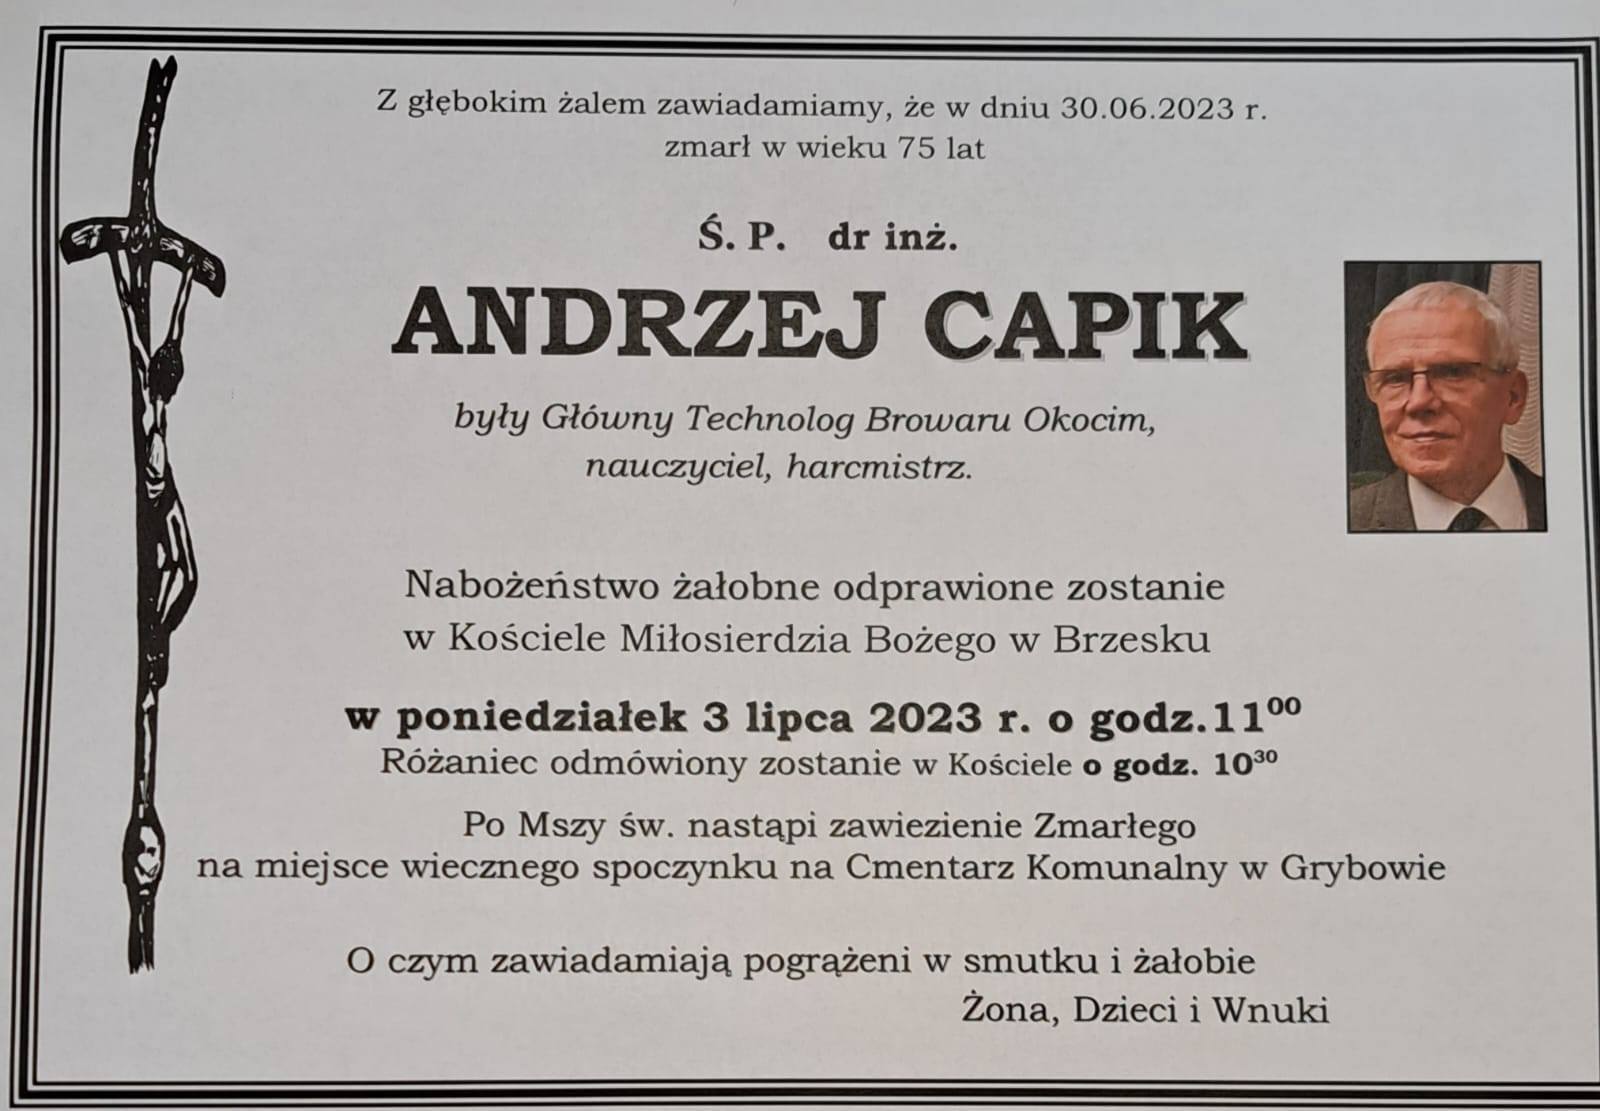 Z głębokim żalem zawiadamiamy, że w dniu 30.06.2023 r.
zmarł w wieku 75 lat
Ś. P. dr inż.
ANDRZEJ CAPIK
były Główny Technolog Browaru Okocim,
nauczyciel, harcmistrz.
Nabożeństwo żałobne odprawione zostanie
w Kościele Miłosierdzia Bożego w Brzesku
w poniedziałek 3 lipca 2023 r. o godz.11⁰⁰
Różaniec odmówiony zostanie w Kościele o godz. 10³⁰
Po Mszy św. nastąpi zawiezienie Zmarłego
na miejsce wiecznego spoczynku na Cmentarz Komunalny w Grybowie
O czym zawiadamiają pogrążeni w smutku i żałobie
Żona, Dzieci i Wnuki